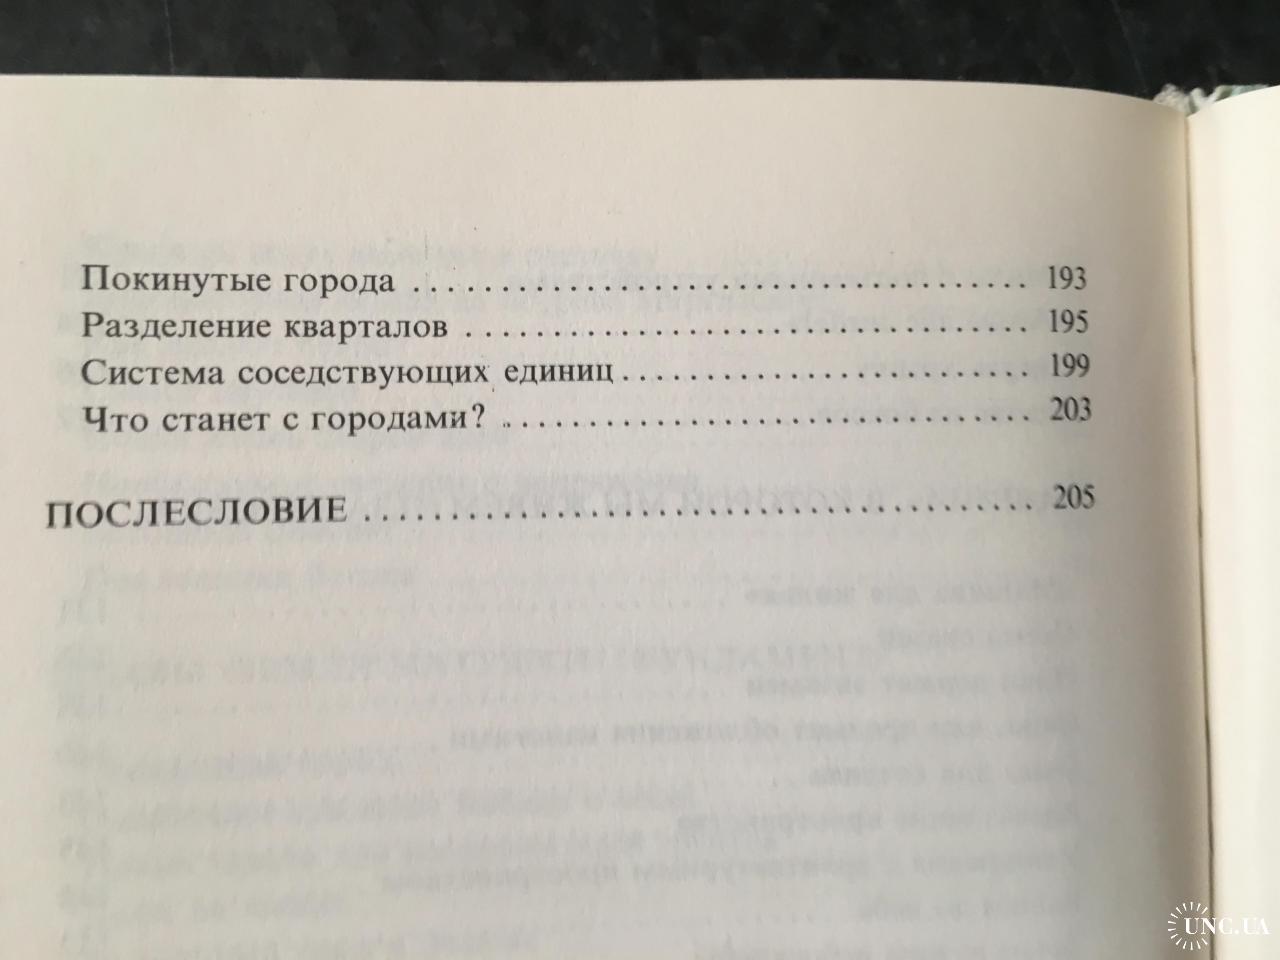 Покинутые города ........................................ 193
Разделение кварталов .................................... 195
Система соседствующих единиц ............................ 199
Что станет с городами? .................................. 203
ПОСЛЕСЛОВИЕ ............................................. 205
UNC.UA